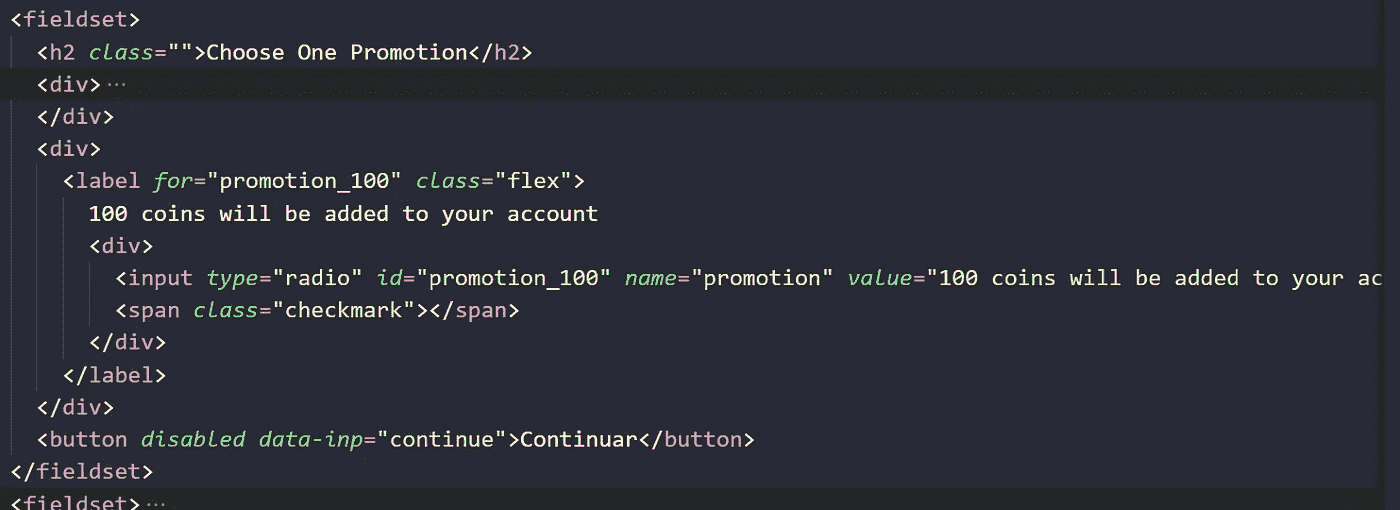 <fieldset>
<h2 class="">Choose One Promotion</h2>
<div>···
</div>
<div>
<label for="promotion_100" class="flex">
100 coins will be added to your account
<div>
<input type="radio" id="promotion_100" name="promotion" value="100 coins will be added to your ac
<span class="checkmark"></span>
</div>
</label>
</div>
<button disabled data-inp="continue">Continuar</button>
</fieldset>
<fieldset>···